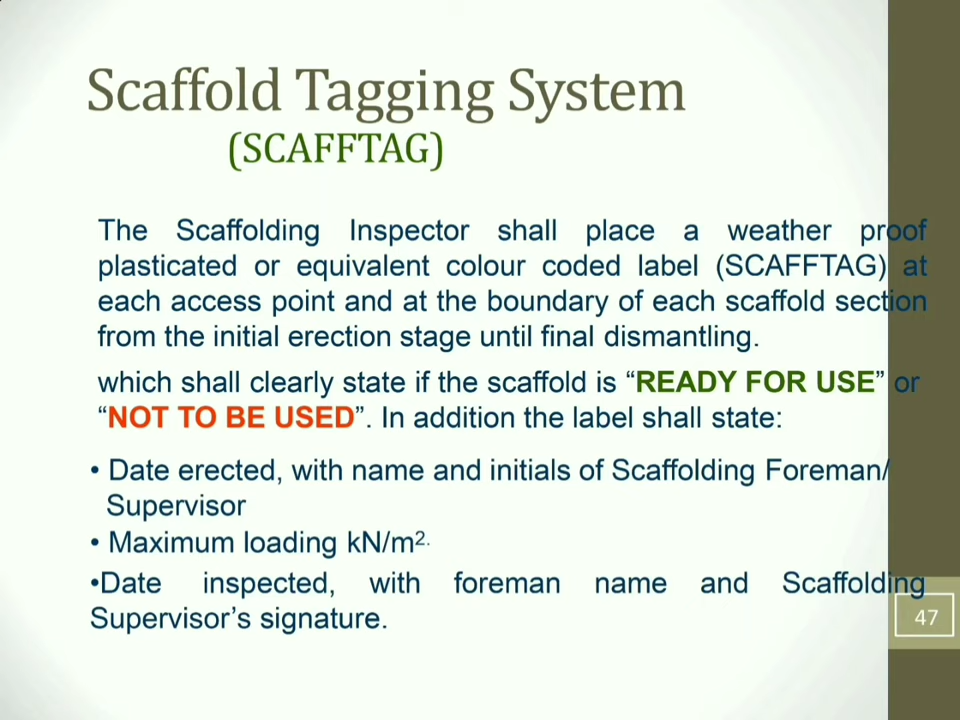 Scaffold Tagging System
(SCAFFTAG)
The Scaffolding Inspector shall place a weather proof
plasticated or equivalent colour coded label (SCAFFTAG) at
each access point and at the boundary of each scaffold section
from the initial erection stage until final dismantling.
which shall clearly state if the scaffold is “READY FOR USE” or
“NOT TO BE USED”. In addition the label shall state:
• Date erected, with name and initials of Scaffolding Foreman/
Supervisor
• Maximum loading kN/m².
•Date inspected, with foreman name and Scaffolding
Supervisor’s signature.
47